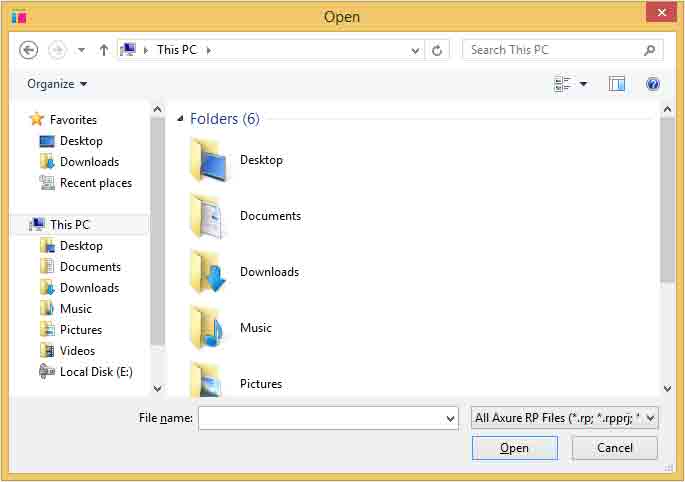 Open
This PC
Search This PC
Organize
Favorites
Desktop
Downloads
Recent places
This PC
Desktop
Documents
Downloads
Music
Pictures
Videos
Local Disk (E:)
Folders (6)
Desktop
Documents
Downloads
Music
Pictures
File name:
All Axure RP Files (*.rp; *.rpprj; *.
Open
Cancel